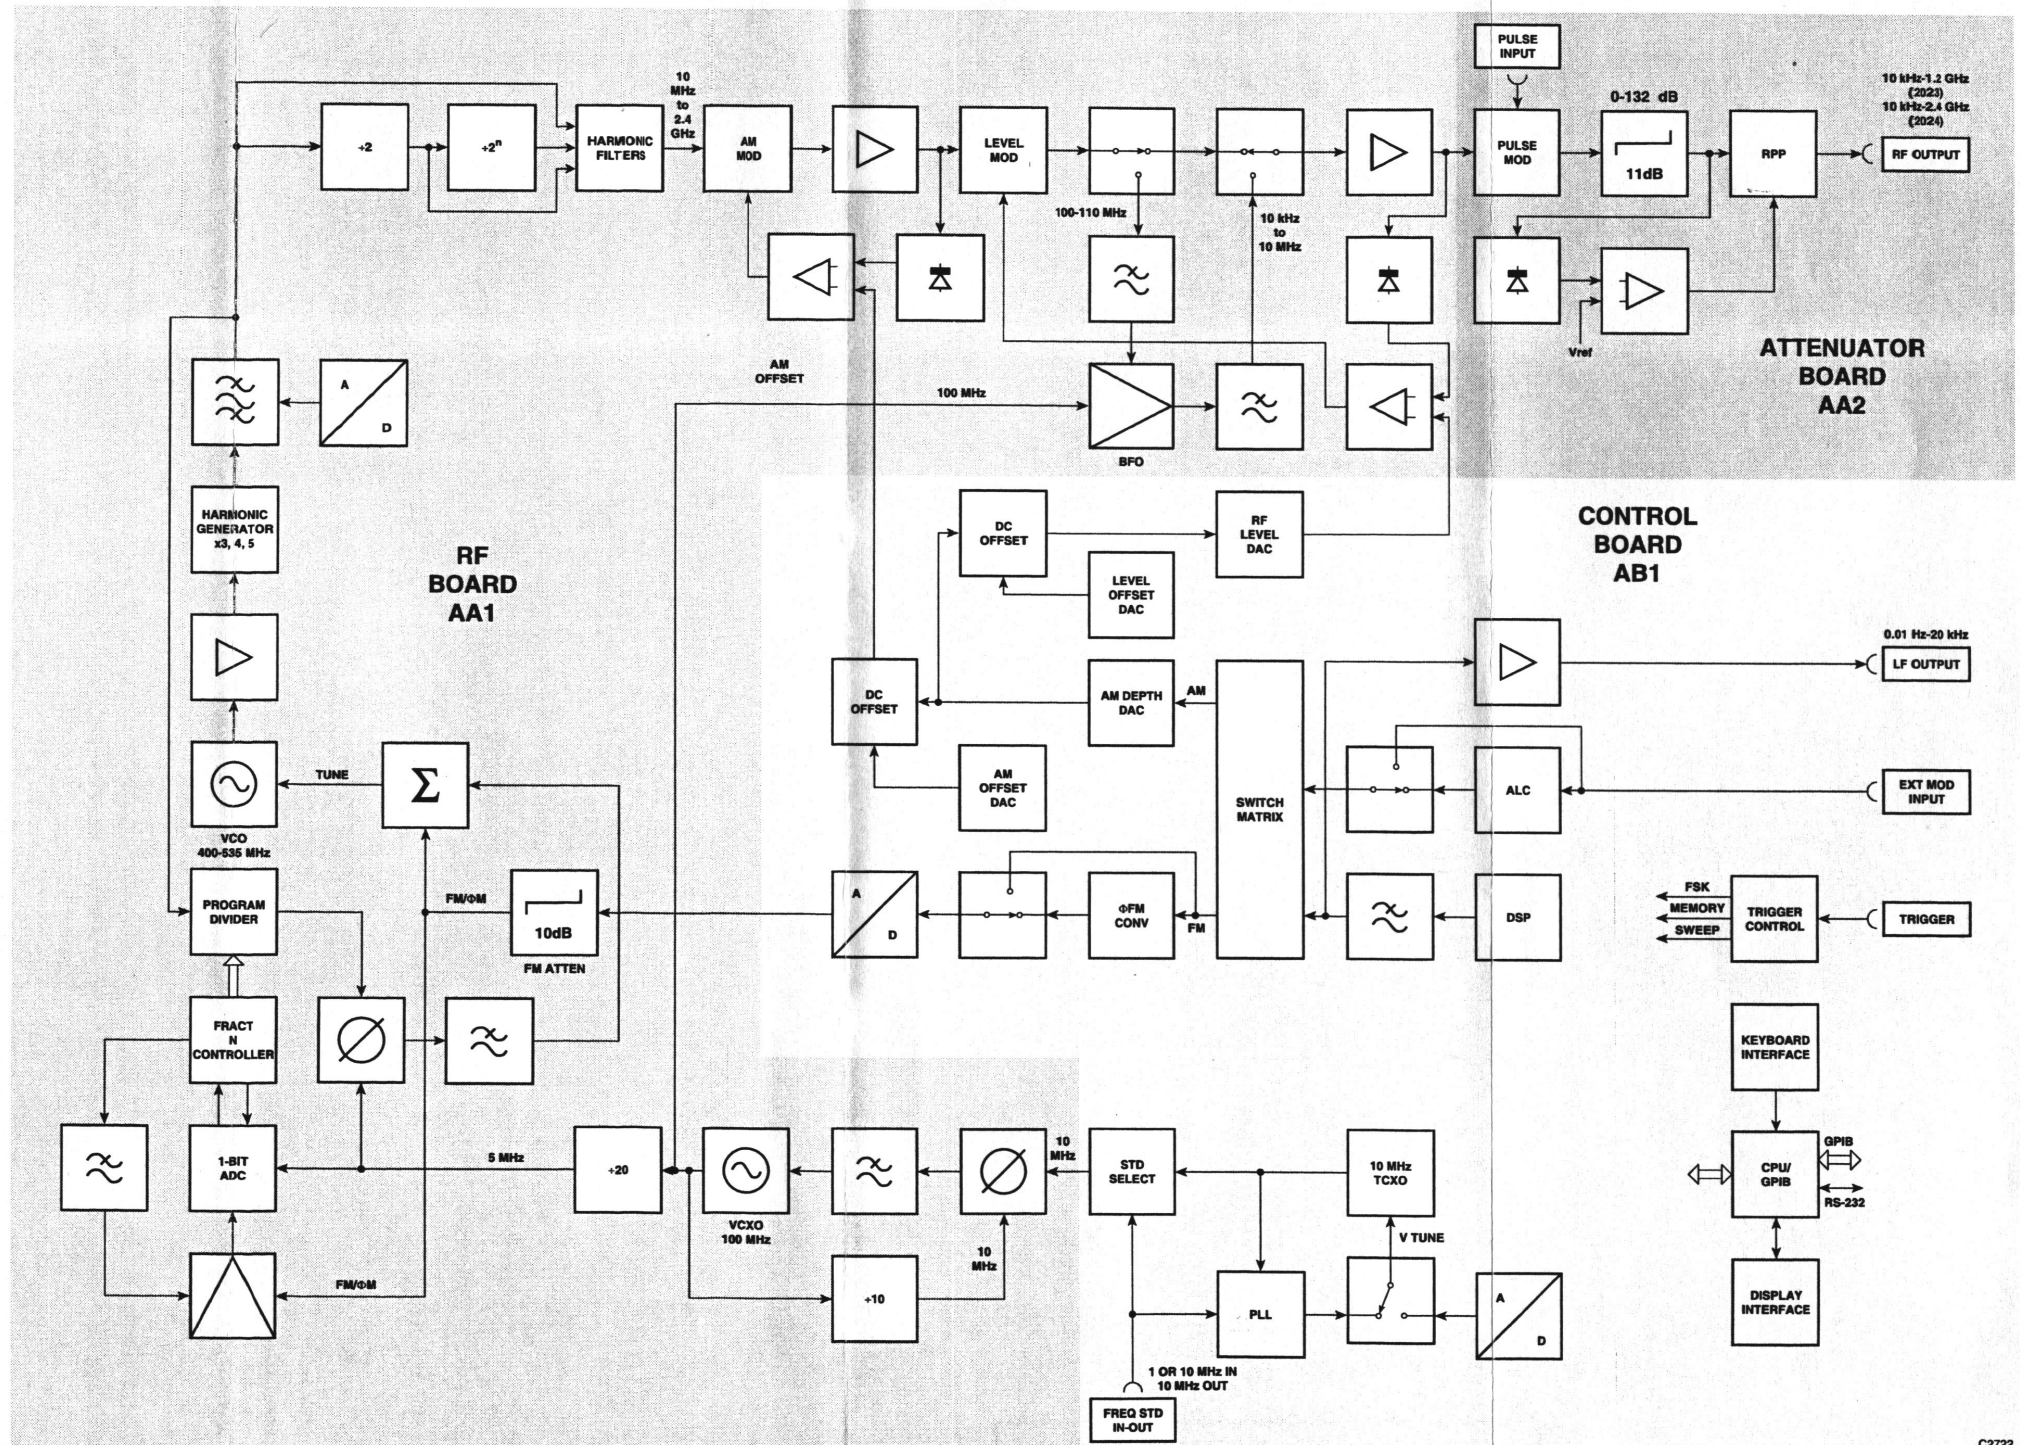 PULSE
INPUT
10
MHz
to
2.4
GHz
0-132 dB
10 kHz-1.2 GHz
(2023)
10 kHz-2.4 GHz
(2024)
÷2
÷2ⁿ
HARMONIC
FILTERS
AM
MOD
LEVEL
MOD
PULSE
MOD
11dB
RPP
RF OUTPUT
100-110 MHz
10 kHz
to
10 MHz
Vref
ATTENUATOR
BOARD
AA2
AM
OFFSET
A
D
100 MHz
BFO
HARMONIC
GENERATOR
x3, 4, 5
RF
BOARD
AA1
DC
OFFSET
RF
LEVEL
DAC
CONTROL
BOARD
AB1
LEVEL
OFFSET
DAC
0.01 Hz-20 kHz
LF OUTPUT
DC
OFFSET
AM DEPTH
DAC
AM
TUNE
Σ
AM
OFFSET
DAC
SWITCH
MATRIX
ALC
EXT MOD
INPUT
VCO
400-535 MHz
PROGRAM
DIVIDER
FM/ΦM
10dB
FM ATTEN
A
D
ΦFM
CONV
FM
DSP
FSK
MEMORY
SWEEP
TRIGGER
CONTROL
TRIGGER
FRACT
N
CONTROLLER
KEYBOARD
INTERFACE
1-BIT
ADC
5 MHz
÷20
VCXO
100 MHz
10
MHz
STD
SELECT
10 MHz
TCXO
V TUNE
CPU/
GPIB
GPIB
RS-232
FM/ΦM
÷10
10
MHz
PLL
A
D
DISPLAY
INTERFACE
1 OR 10 MHz IN
10 MHz OUT
FREQ STD
IN-OUT